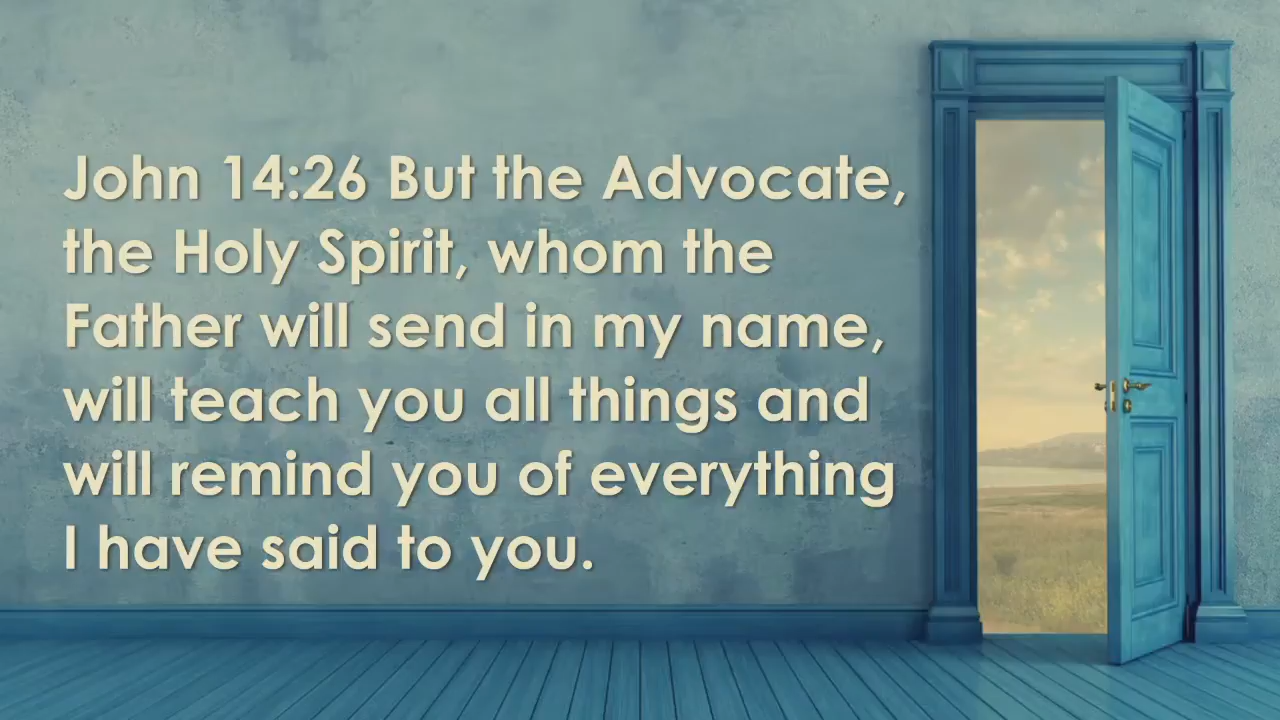 John 14:26 But the Advocate,
the Holy Spirit, whom the
Father will send in my name,
will teach you all things and
will remind you of everything
I have said to you.